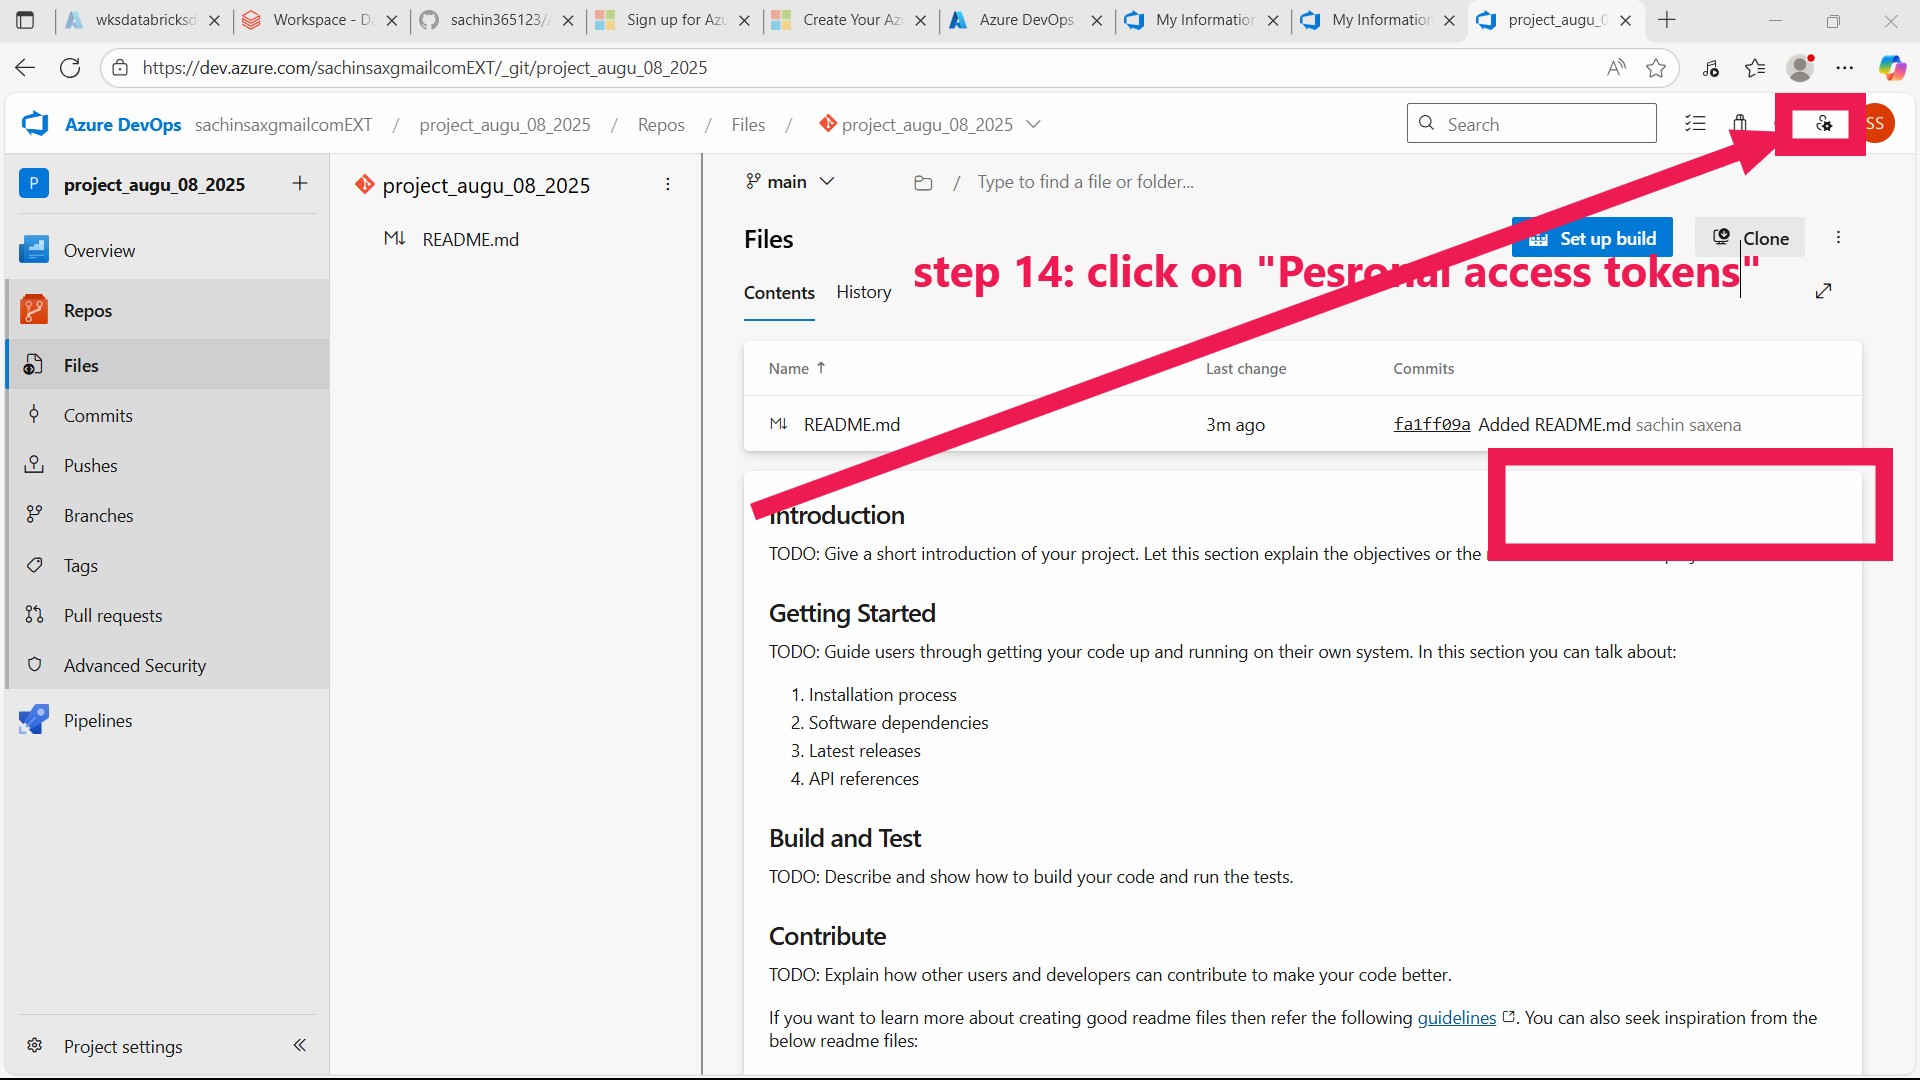 wksdatabricksd
Workspace - Da
sachin365123/A
Sign up for Azu
Create Your Az
Azure DevOps
My Information
My Information
project_augu_0
https://dev.azure.com/sachinsaxgmailcomEXT/_git/project_augu_08_2025
Azure DevOps sachinsaxgmailcomEXT / project_augu_08_2025 / Repos / Files / project_augu_08_2025
Search
SS
P project_augu_08_2025 +
Overview
Repos
Files
Commits
Pushes
Branches
Tags
Pull requests
Advanced Security
Pipelines
Project settings
project_augu_08_2025
M↓ README.md
main
/ Type to find a file or folder...
Files
Set up build
Clone
step 14: click on "Pesronal access tokens"
Contents History
Name ↑ Last change Commits
M↓ README.md 3m ago fa1ff09a Added README.md sachin saxena
Introduction
TODO: Give a short introduction of your project. Let this section explain the objectives or the
Getting Started
TODO: Guide users through getting your code up and running on their own system. In this section you can talk about:
1. Installation process
2. Software dependencies
3. Latest releases
4. API references
Build and Test
TODO: Describe and show how to build your code and run the tests.
Contribute
TODO: Explain how other users and developers can contribute to make your code better.
If you want to learn more about creating good readme files then refer the following guidelines. You can also seek inspiration from the
below readme files: